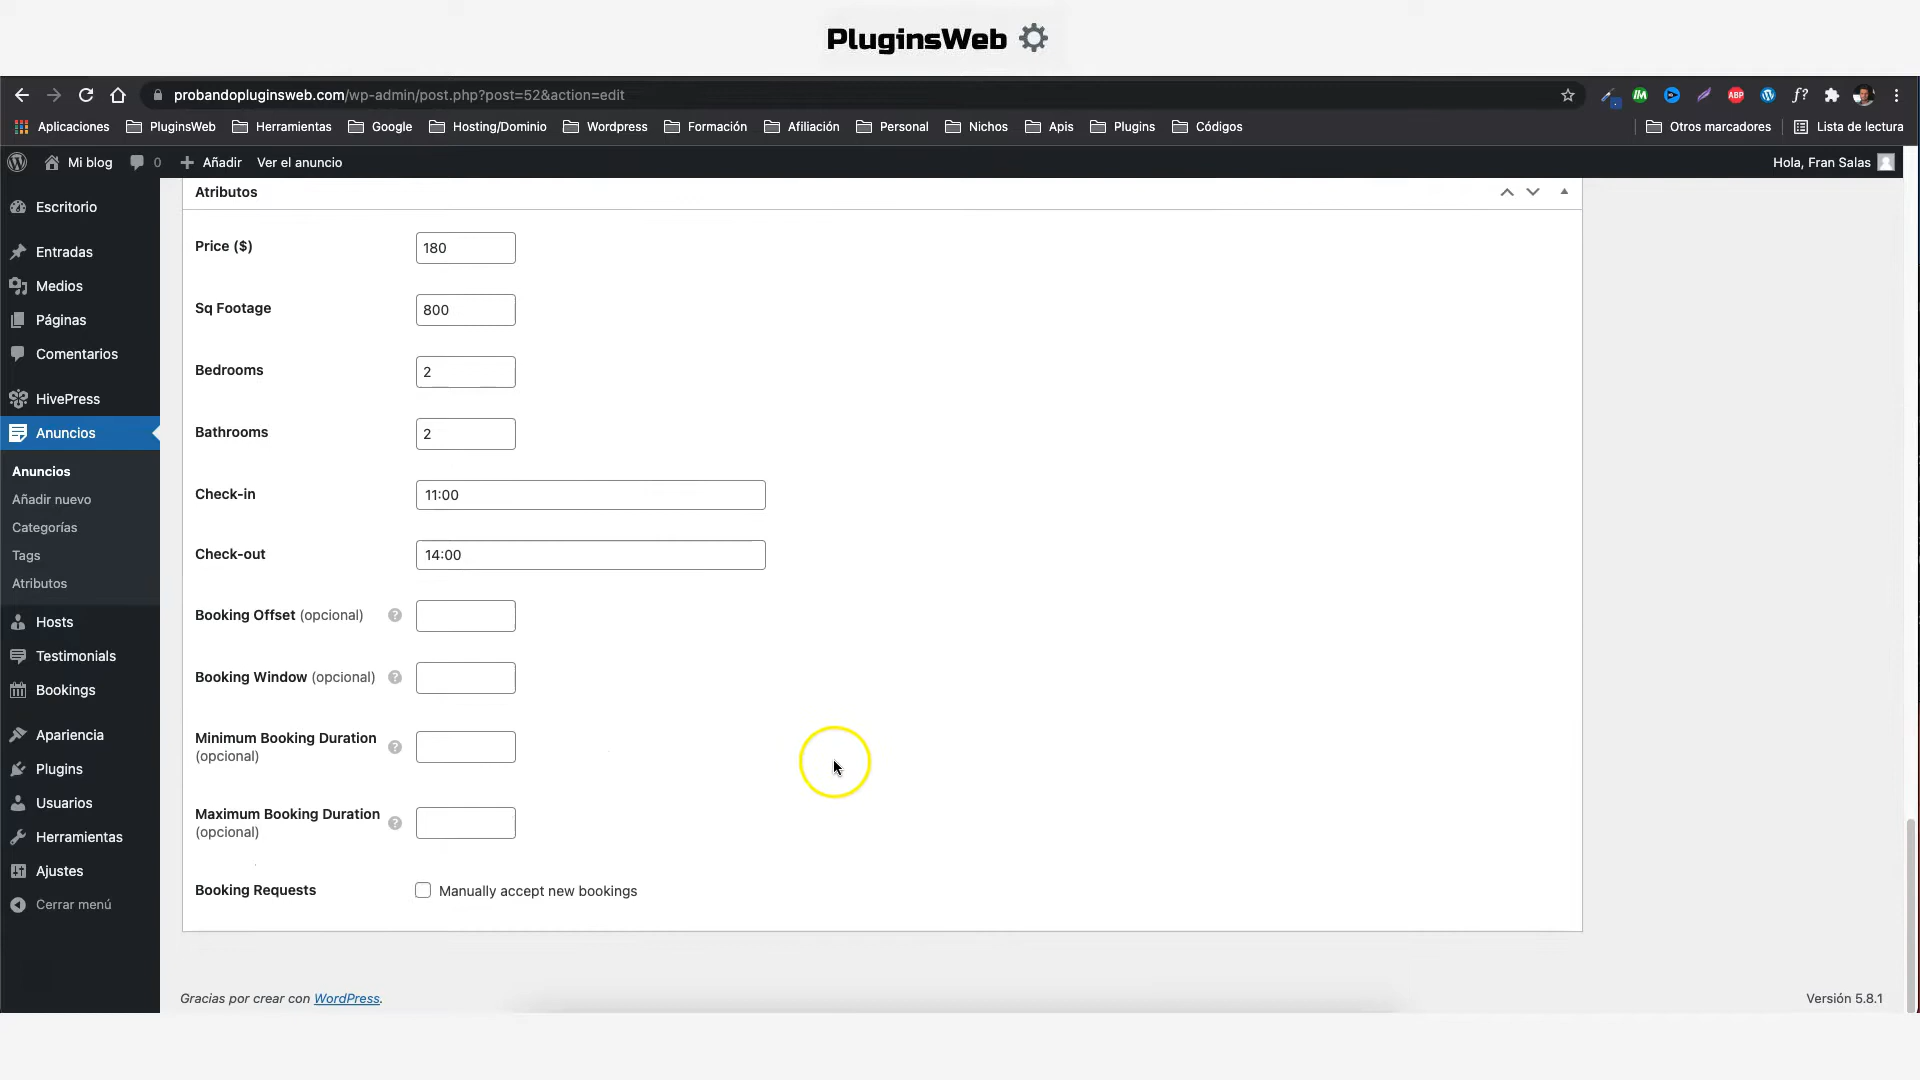 PluginsWeb
probandopluginsweb.com/wp-admin/post.php?post=52&action=edit
Aplicaciones PluginsWeb Herramientas Google Hosting/Dominio Wordpress Formación Afiliación Personal Nichos Apis Plugins Códigos Otros marcadores Lista de lectura
Mi blog 0 Añadir Ver el anuncio Hola, Fran Salas
Atributos
Escritorio
Entradas
Medios
Páginas
Comentarios
HivePress
Anuncios
Anuncios
Añadir nuevo
Categorías
Tags
Atributos
Hosts
Testimonials
Bookings
Apariencia
Plugins
Usuarios
Herramientas
Ajustes
Cerrar menú
Price ($) 180
Sq Footage 800
Bedrooms 2
Bathrooms 2
Check-in 11:00
Check-out 14:00
Booking Offset (opcional) ?
Booking Window (opcional) ?
Minimum Booking Duration
(opcional) ?
Maximum Booking Duration
(opcional) ?
Booking Requests Manually accept new bookings
Gracias por crear con WordPress. Versión 5.8.1